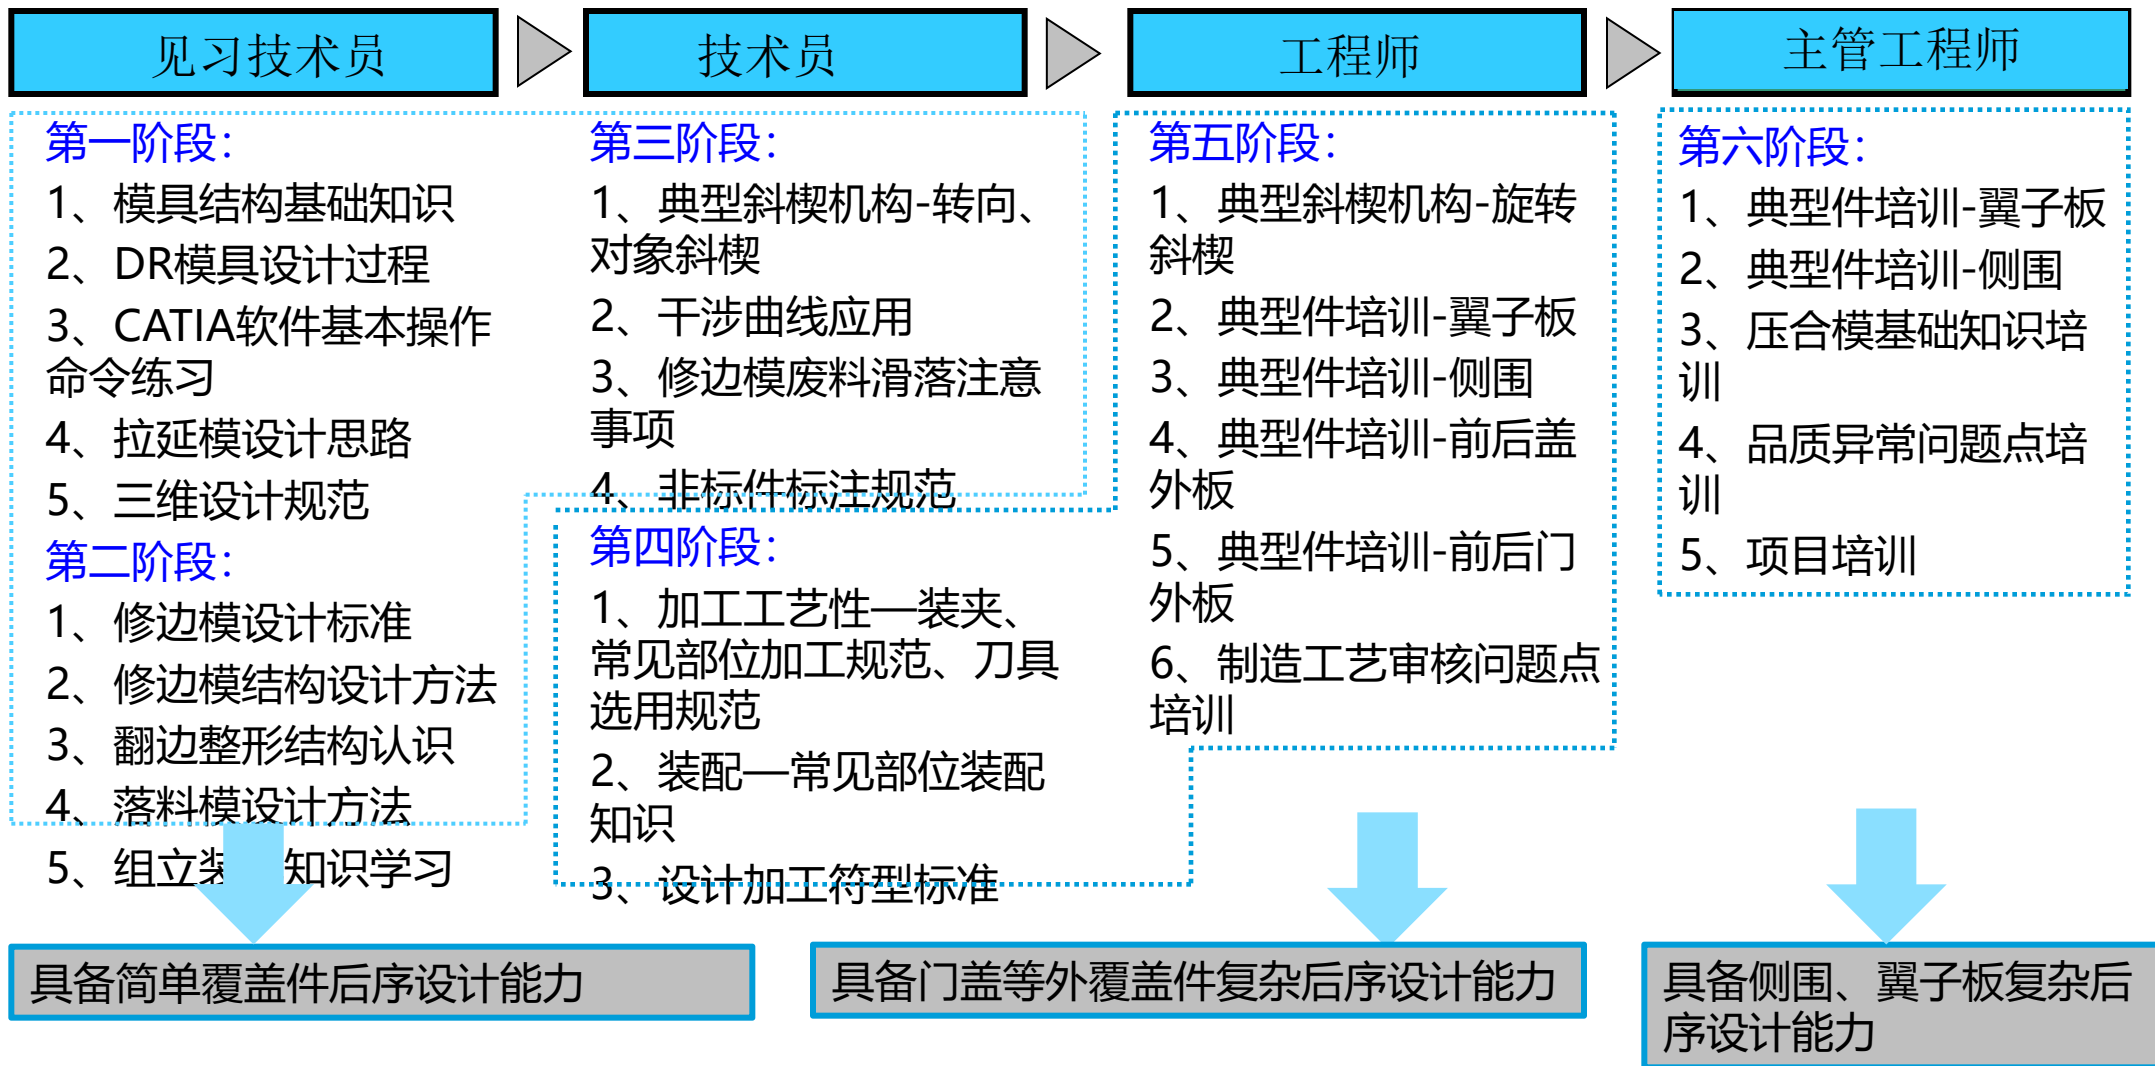 见习技术员
技术员
工程师
主管工程师
第一阶段：
1、模具结构基础知识
2、DR模具设计过程
3、CATIA软件基本操作
命令练习
4、拉延模设计思路
5、三维设计规范
第二阶段：
1、修边模设计标准
2、修边模结构设计方法
3、翻边整形结构认识
4、落料模设计方法
5、组立装 知识学习
第三阶段：
1、典型斜楔机构-转向、
对象斜楔
2、干涉曲线应用
3、修边模废料滑落注意
事项
4、非标件标注规范
第四阶段：
1、加工工艺性—装夹、
常见部位加工规范、刀具
选用规范
2、装配—常见部位装配
知识
3、设计加工符型标准
第五阶段：
1、典型斜楔机构-旋转
斜楔
2、典型件培训-翼子板
3、典型件培训-侧围
4、典型件培训-前后盖
外板
5、典型件培训-前后门
外板
6、制造工艺审核问题点
培训
第六阶段：
1、典型件培训-翼子板
2、典型件培训-侧围
3、压合模基础知识培
训
4、品质异常问题点培
训
5、项目培训
具备简单覆盖件后序设计能力
具备门盖等外覆盖件复杂后序设计能力
具备侧围、翼子板复杂后
序设计能力